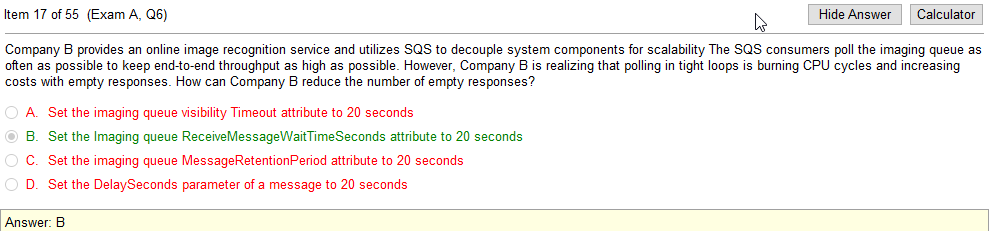 Item 17 of 55 (Exam A, Q6)
Hide Answer
Calculator
Company B provides an online image recognition service and utilizes SQS to decouple system components for scalability The SQS consumers poll the imaging queue as
often as possible to keep end-to-end throughput as high as possible. However, Company B is realizing that polling in tight loops is burning CPU cycles and increasing
costs with empty responses. How can Company B reduce the number of empty responses?
A. Set the imaging queue visibility Timeout attribute to 20 seconds
B. Set the Imaging queue ReceiveMessageWaitTimeSeconds attribute to 20 seconds
C. Set the imaging queue MessageRetentionPeriod attribute to 20 seconds
D. Set the DelaySeconds parameter of a message to 20 seconds
Answer: B